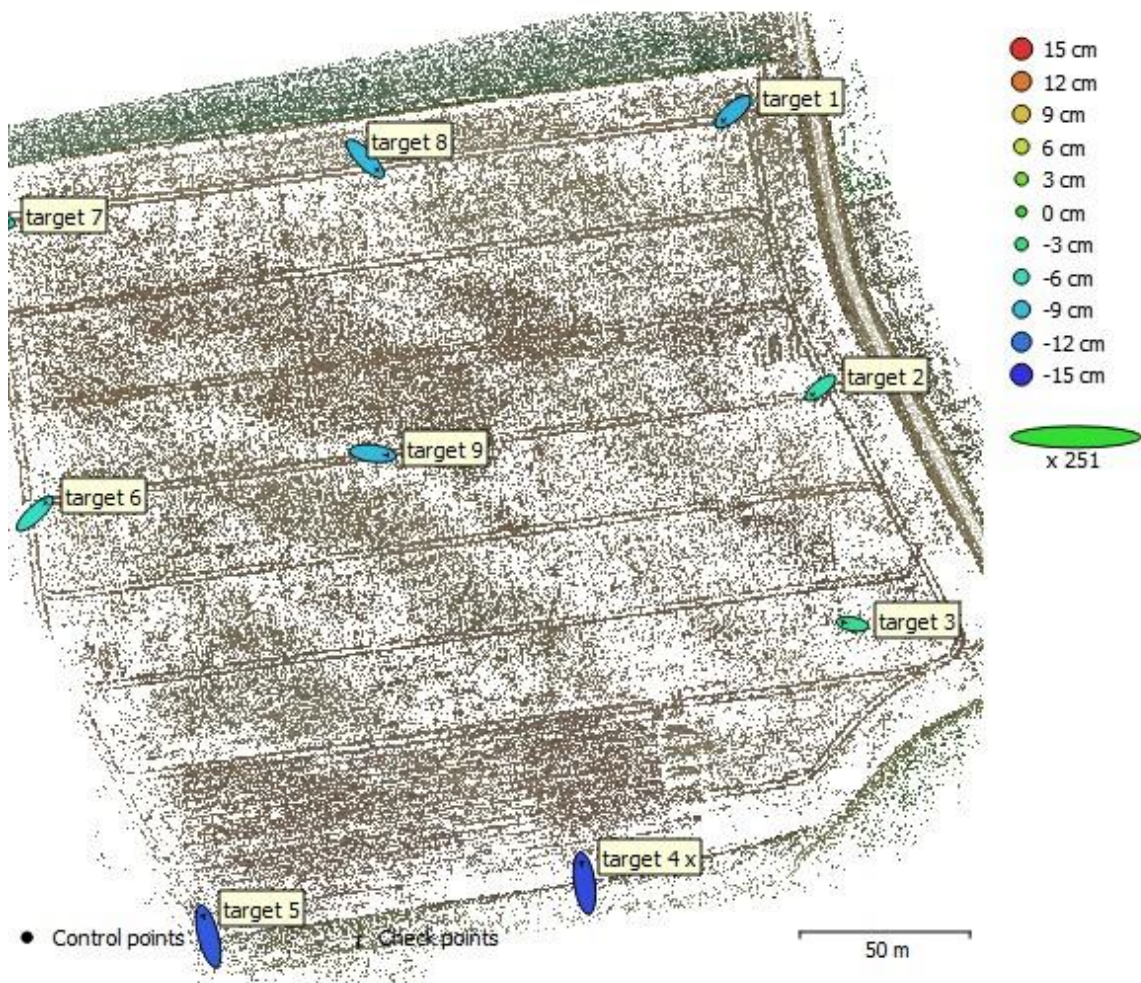 target 1
target 8
target 7
target 2
target 9
target 6
target 3
target 4 x
target 5
Control points
Check points
50 m
15 cm
12 cm
9 cm
6 cm
3 cm
0 cm
-3 cm
-6 cm
-9 cm
-12 cm
-15 cm
x 251